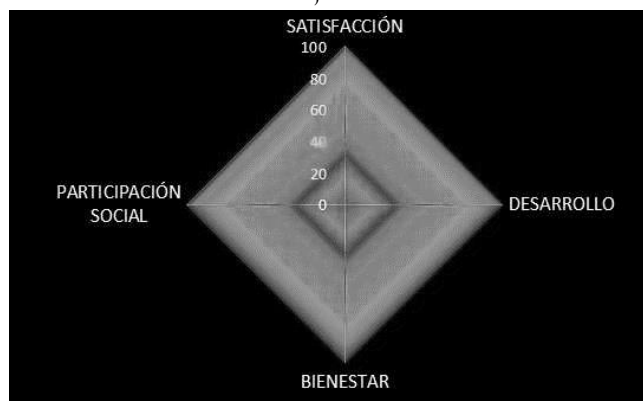 SATISFACCIÓN
100
80
60
40
20
0
PARTICIPACIÓN
SOCIAL
DESARROLLO
BIENESTAR